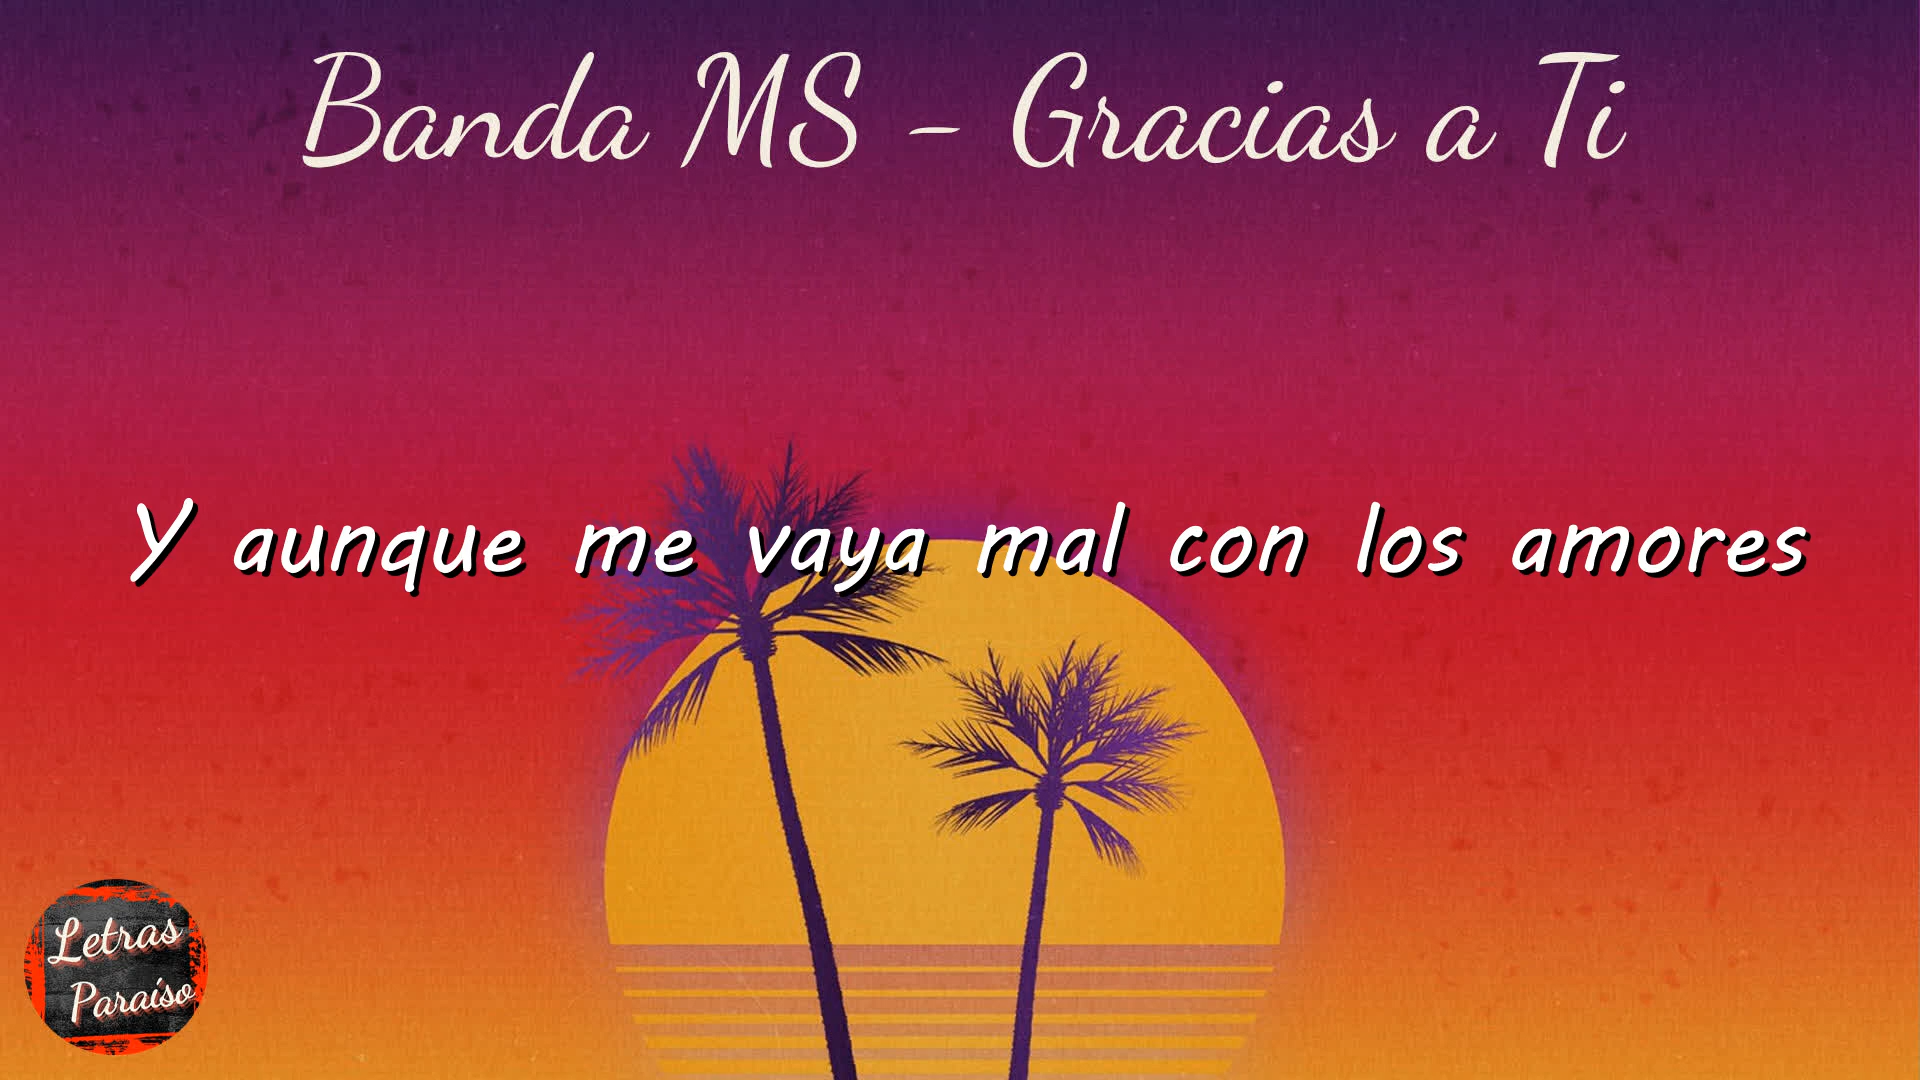 Banda MS - Gracias a Ti
Y aunque me vaya mal con los amores
Letras
Paraíso